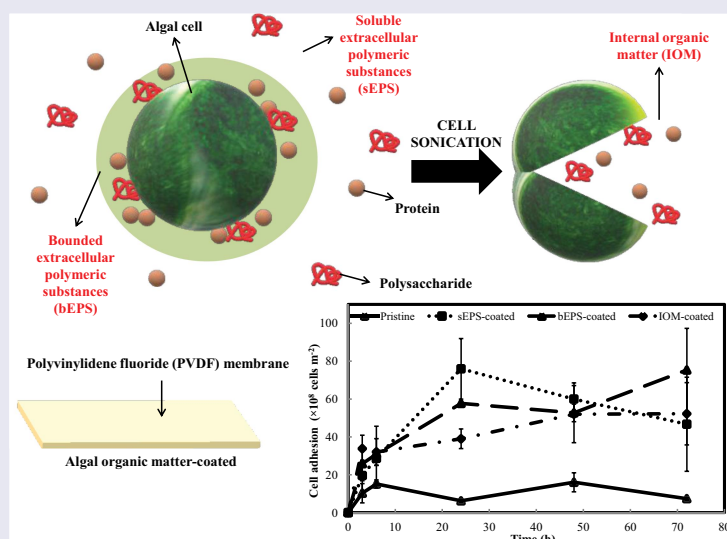 Algal cell
Soluble
extracellular
polymeric
substances
(sEPS)
Internal organic
matter (IOM)
CELL
SONICATION
Protein
Bounded
extracellular
polymeric
substances
(bEPS)
Polysaccharide
Polyvinylidene fluoride (PVDF) membrane
Algal organic matter-coated
Pristine sEPS-coated bEPS-coated IOM-coated
Cell adhesion (×10⁸ cells m⁻²)
100
80
60
40
20
0
0 10 20 30 40 50 60 70 80
Time (h)